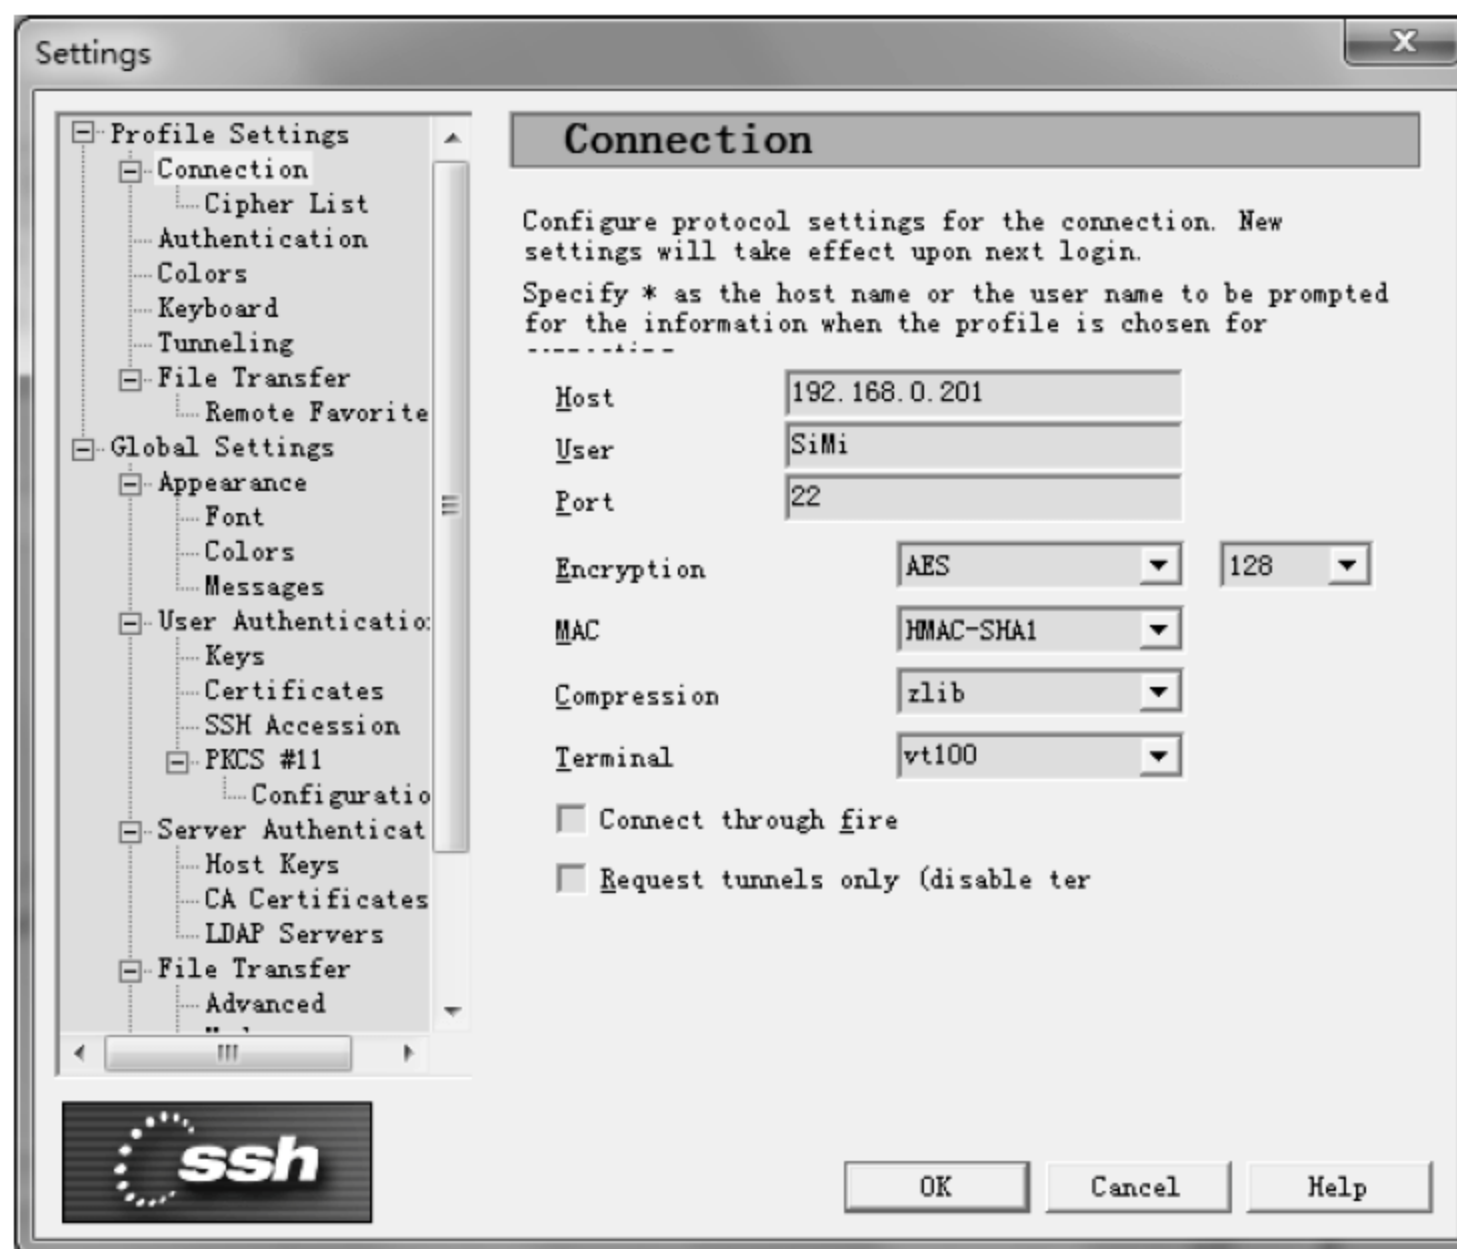 Settings
X
Profile Settings
Connection
Cipher List
Authentication
Colors
Keyboard
Tunneling
File Transfer
Remote Favorite
Global Settings
Appearance
Font
Colors
Messages
User Authenticatio
Keys
Certificates
SSH Accession
PKCS #11
Configuratio
Server Authenticat
Host Keys
CA Certificates
LDAP Servers
File Transfer
Advanced
ssh
Connection
Configure protocol settings for the connection. New
settings will take effect upon next login.
Specify * as the host name or the user name to be prompted
for the information when the profile is chosen for
Host 192.168.0.201
User SiMi
Port 22
Encryption AES 128
MAC HMAC-SHA1
Compression zlib
Terminal vt100
Connect through fire
Request tunnels only (disable ter
OK Cancel Help